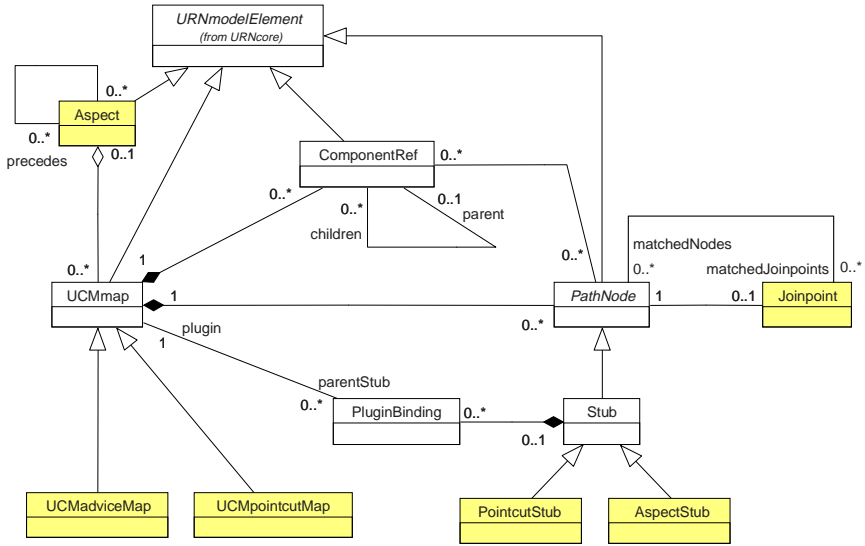 URNmodelElement
(from URNcore)
0..*
Aspect
0..*
0..1
precedes
ComponentRef
0..*
0..*
0..*
0..1
parent
children
matchedNodes
0..*
0..*
0..*
matchedJoinpoints
1
0..*
UCMmap
1
PathNode
1
0..1
Joinpoint
0..*
plugin
1
parentStub
0..*
PluginBinding
0..*
0..1
Stub
UCMadviceMap
UCMpointcutMap
PointcutStub
AspectStub